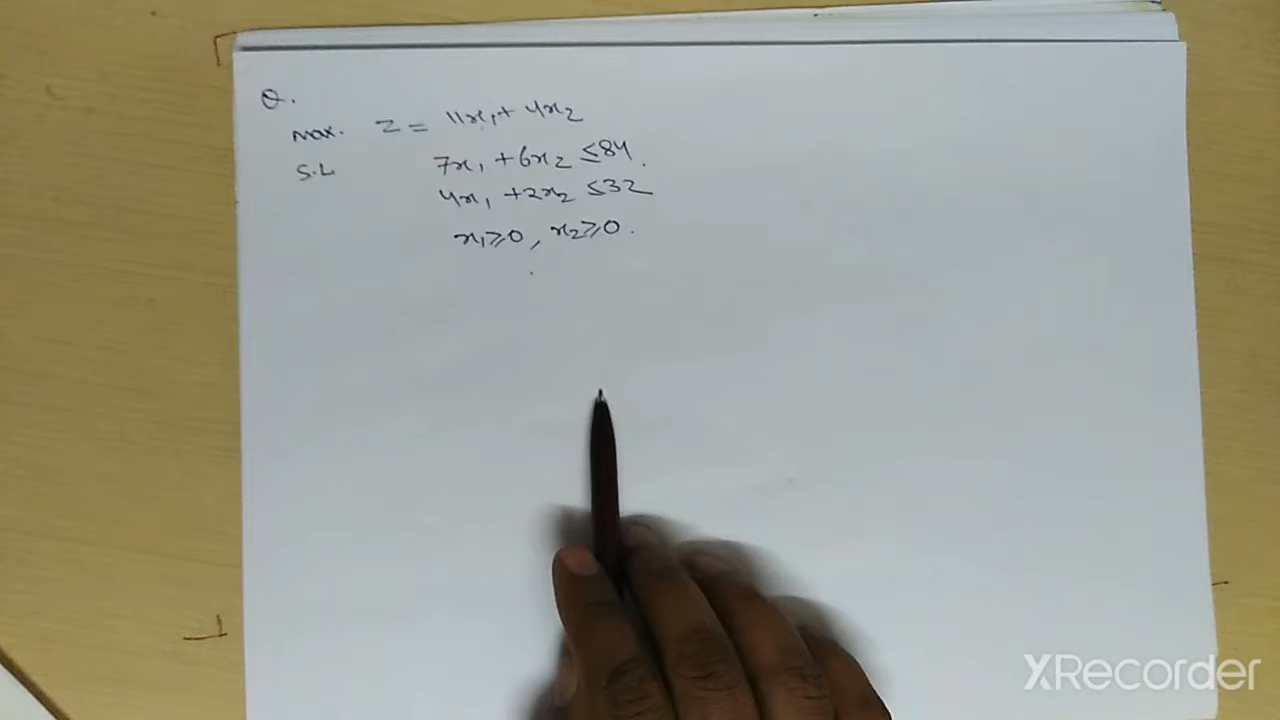 Q.
max. Z = 11x₁ + 4x₂
S.t. 7x₁ + 6x₂ ≤ 84.
4x₁ + 2x₂ ≤ 32
x₁ ≥ 0, x₂ ≥ 0.
XRecorder